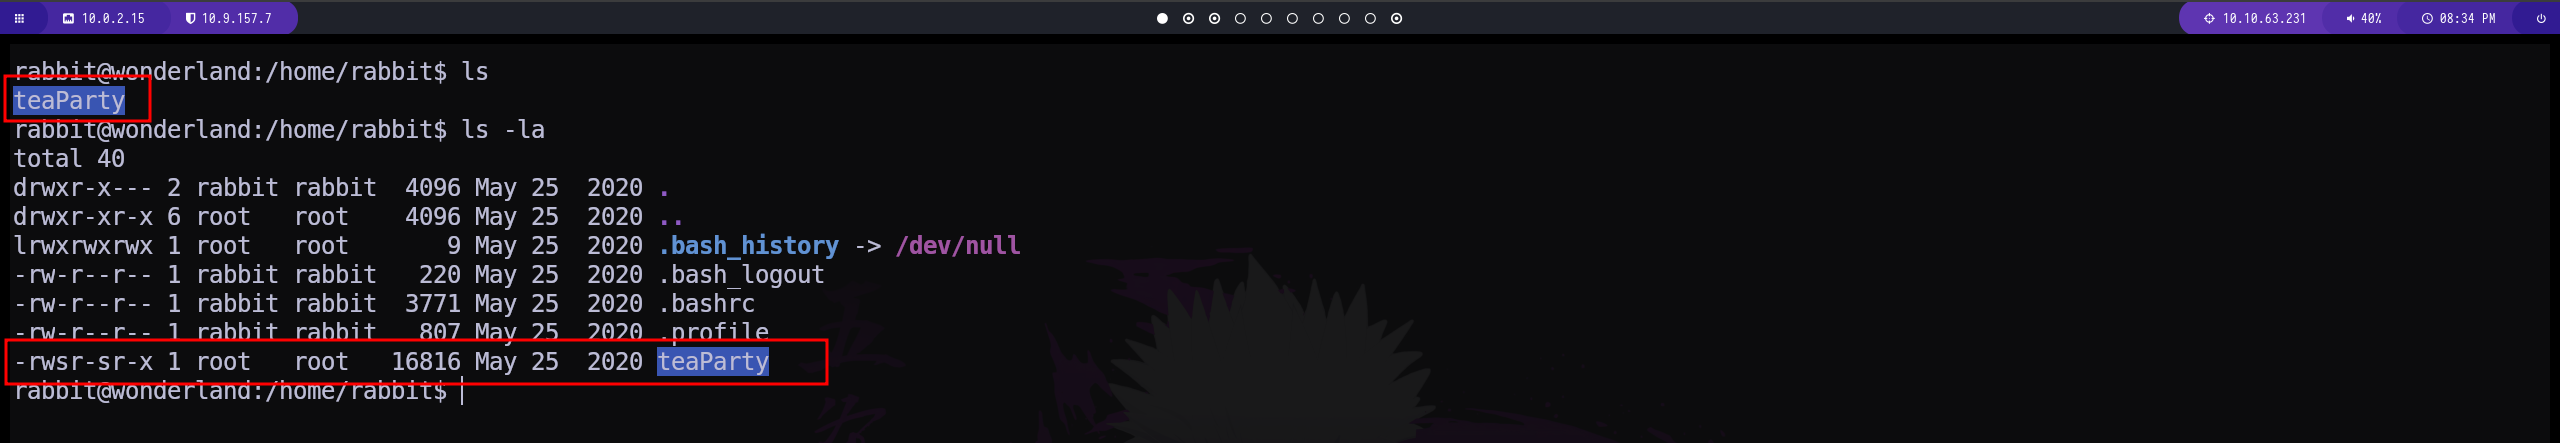 10.0.2.15 10.9.157.7 10.10.63.231 40% 08:34 PM
rabbit@wonderland:/home/rabbit$ ls
teaParty
rabbit@wonderland:/home/rabbit$ ls -la
total 40
drwxr-x--- 2 rabbit rabbit  4096 May 25  2020 .
drwxr-xr-x 6 root   root    4096 May 25  2020 ..
lrwxrwxrwx 1 root   root       9 May 25  2020 .bash_history -> /dev/null
-rw-r--r-- 1 rabbit rabbit   220 May 25  2020 .bash_logout
-rw-r--r-- 1 rabbit rabbit  3771 May 25  2020 .bashrc
-rw-r--r-- 1 rabbit rabbit   807 May 25  2020 .profile
-rwsr-sr-x 1 root   root   16816 May 25  2020 teaParty
rabbit@wonderland:/home/rabbit$